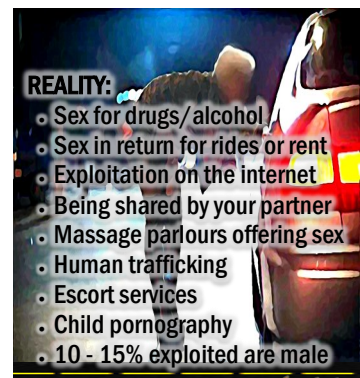 REALITY:
• Sex for drugs/alcohol
• Sex in return for rides or rent
• Exploitation on the internet
• Being shared by your partner
• Massage parlours offering sex
• Human trafficking
• Escort services
• Child pornography
• 10 - 15% exploited are male